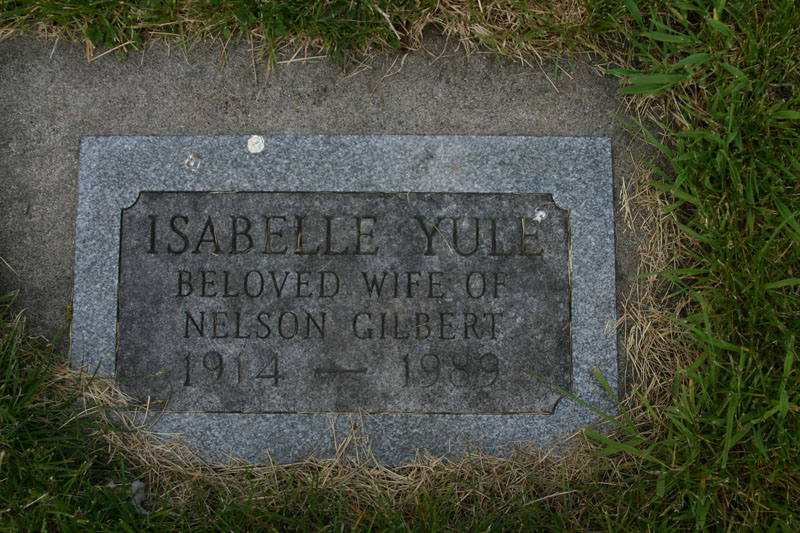 ISABELLE YULE
BELOVED WIFE OF
NELSON GILBERT
1914 — 1989